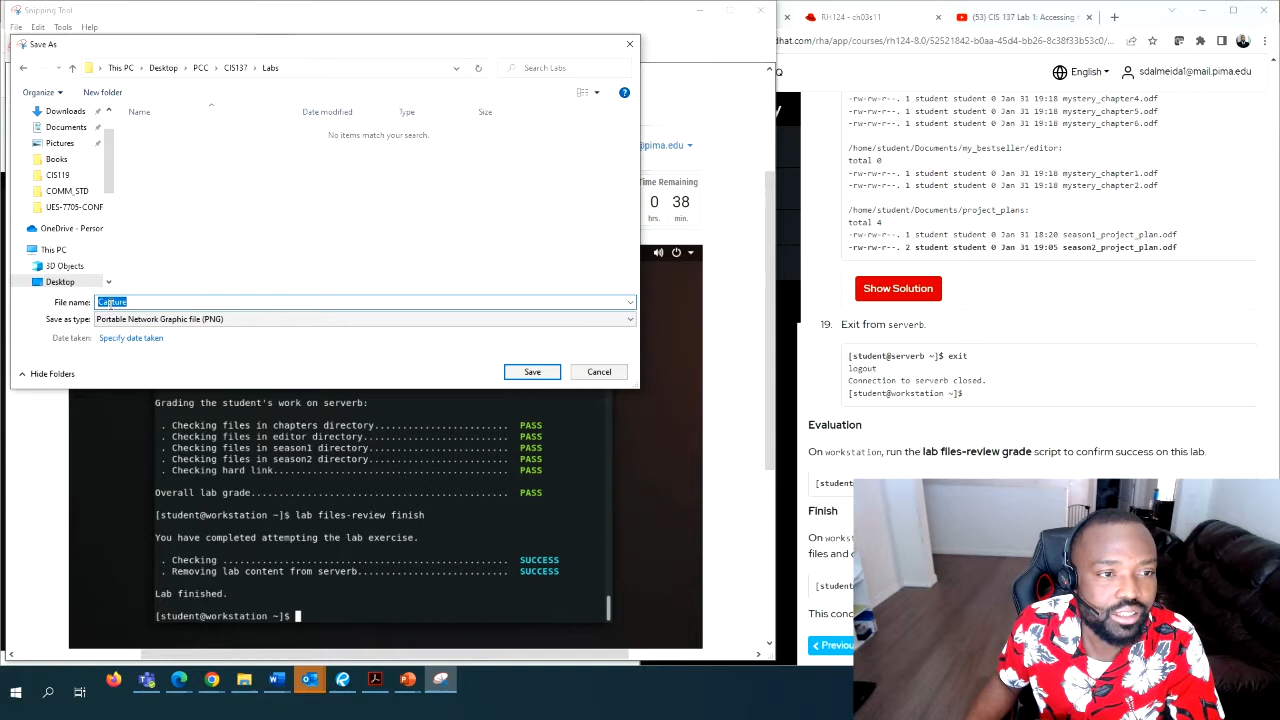 Snipping Tool
File Edit Tools Help
Save As
This PC > Desktop > PCC > CIS137 > Labs
Search Labs
Organize New folder
Name Date modified Type Size
No items match your search.
Downloads
Documents
Pictures
Books
CIS119
COMM_STD
UES-7705-CONF
OneDrive - Person
This PC
3D Objects
Desktop
File name: Capture
Save as type: Portable Network Graphic file (PNG)
Date taken: Specify date taken
Hide Folders
Save Cancel
@pima.edu
Time Remaining
0 38
hrs. min.
Grading the student's work on serverb:
. Checking files in chapters directory........................ PASS
. Checking files in editor directory.......................... PASS
. Checking files in season1 directory......................... PASS
. Checking files in season2 directory......................... PASS
. Checking hard link.......................................... PASS
Overall lab grade............................................. PASS
[student@workstation ~]$ lab files-review finish
You have completed attempting the lab exercise.
. Checking ................................................... SUCCESS
. Removing lab content from serverb........................... SUCCESS
Lab finished.
[student@workstation ~]$
RH124 - ch03s11
(53) CIS 137 Lab 1: Accessing
dhat.com/rha/app/courses/rh124-8.0/52521842-b0aa-45d4-bb26-8c38f33b53c0/...
English sdalmeida1@mail.pima.edu
-rw-rw-r--. 1 student student 0 Jan 31 19:18 mystery_chapter4.odf
-rw-rw-r--. 1 student student 0 Jan 31 19:18 mystery_chapter5.odf
-rw-rw-r--. 1 student student 0 Jan 31 19:18 mystery_chapter6.odf
/home/student/Documents/my_bestseller/editor:
total 0
-rw-rw-r--. 1 student student 0 Jan 31 19:18 mystery_chapter1.odf
-rw-rw-r--. 1 student student 0 Jan 31 19:18 mystery_chapter2.odf
/home/student/Documents/project_plans:
total 4
-rw-rw-r--. 1 student student 0 Jan 31 18:20 season1_project_plan.odf
-rw-rw-r--. 2 student student 0 Jan 31 19:05 season2_project_plan.odf
Show Solution
19. Exit from serverb.
[student@serverb ~]$ exit
logout
Connection to serverb closed.
[student@workstation ~]$
Evaluation
On workstation, run the lab files-review grade script to confirm success on this lab.
[student
Finish
On works
files and d
[student
This conc
Previou